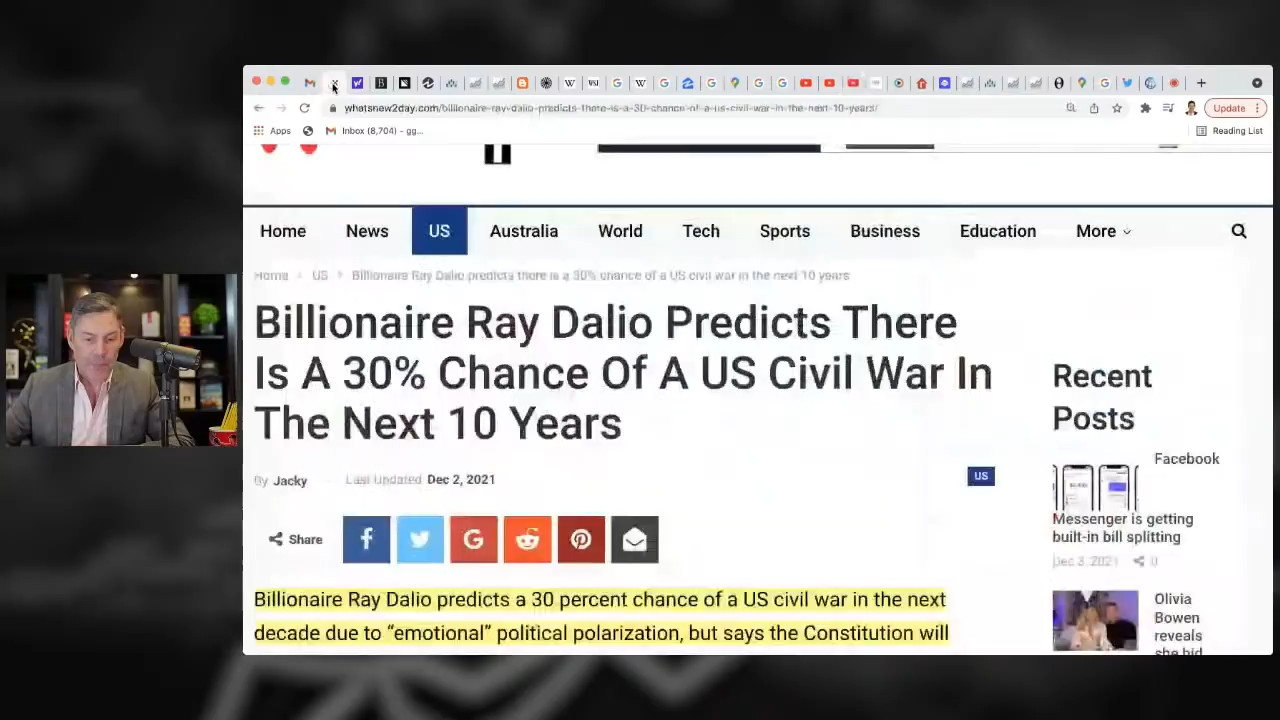 Update
whatsnew2day.com/billionaire-ray-dalio-predicts-there-is-a-30-chance-of-a-us-civil-war-in-the-next-10-years/
Apps
Inbox (8,704) - gg...
Reading List
Home
News
US
Australia
World
Tech
Sports
Business
Education
More
Home > US > Billionaire Ray Dalio predicts there is a 30% chance of a US civil war in the next 10 years
Billionaire Ray Dalio Predicts There
Is A 30% Chance Of A US Civil War In
The Next 10 Years
By Jacky
Last Updated Dec 2, 2021
US
Share
Billionaire Ray Dalio predicts a 30 percent chance of a US civil war in the next
decade due to “emotional” political polarization, but says the Constitution will
Recent
Posts
Facebook
Messenger is getting
built-in bill splitting
Dec 3, 2021
0
Olivia
Bowen
reveals
she hid